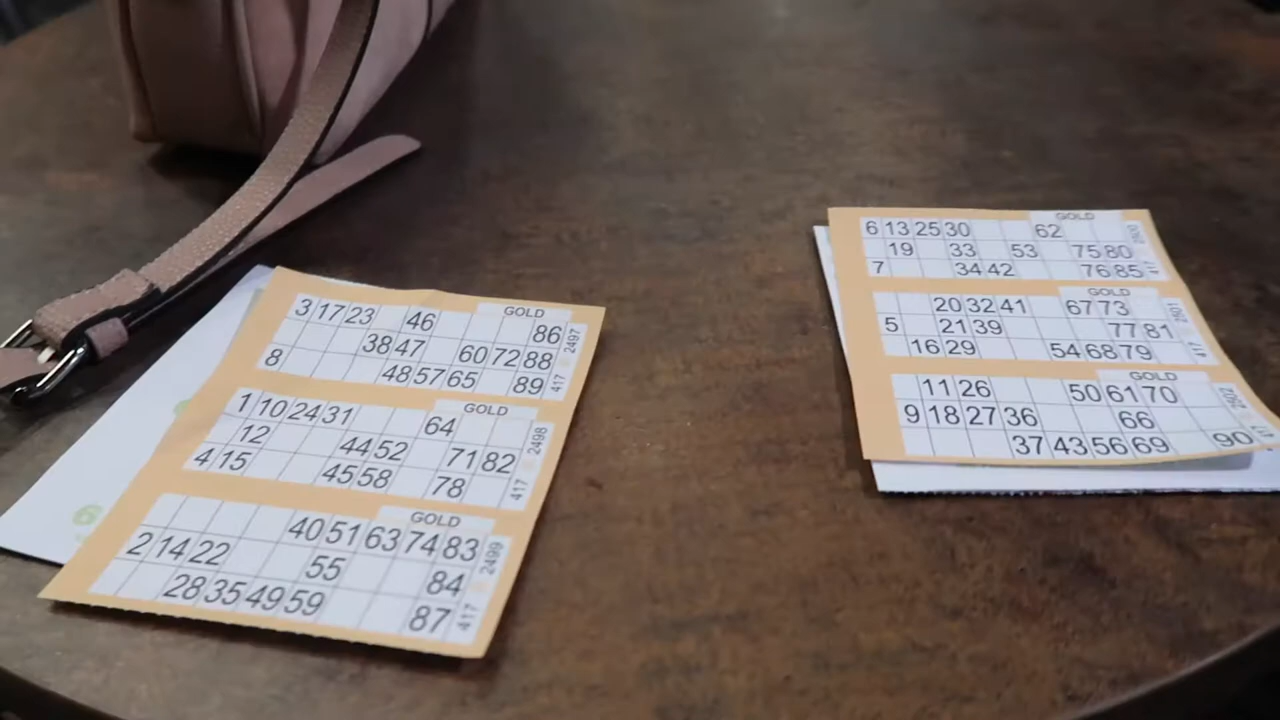 GOLD
3 17 23 46 86
38 47 60 72 88
8 48 57 65 89
417 2497
GOLD
1 10 24 31 64
12 44 52 71 82
4 15 45 58 78
417 2498
GOLD
40 51 63 74 83
2 14 22 55 84
28 35 49 59 87
417 2499
6
GOLD
6 13 25 30 62
19 33 53 75 80
7 34 42 76 85
2500
GOLD
20 32 41 67 73
5 21 39 77 81
16 29 54 68 79
417 2501
GOLD
11 26 50 61 70
9 18 27 36 66
37 43 56 69 90
2502